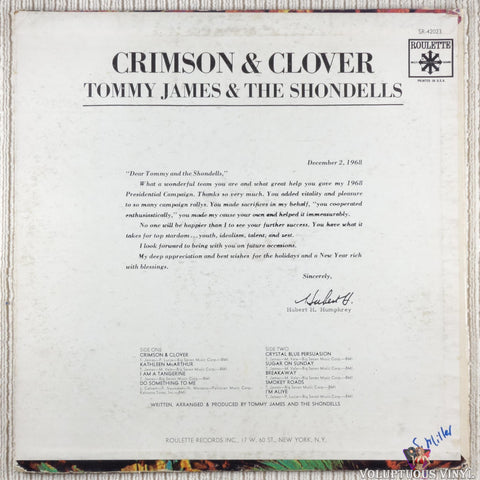 SR-42023
ROULETTE
PRINTED IN U.S.A.
CRIMSON & CLOVER
TOMMY JAMES & THE SHONDELLS
December 2, 1968
"Dear Tommy and the Shondells,"
What a wonderful team you are and what great help you gave my 1968
Presidential Campaign. Thanks so very much. You added vitality and pleasure
to so many campaign rallys. You made sacrifices in my behalf, "you cooperated
enthusiastically," you made my cause your own and helped it immeasurably.
No one will be happier than I to see your further success. You have what it
takes for top stardom...youth, idealism, talent, and zest.
I look forward to being with you on future occasions.
My deep appreciation and best wishes for the holidays and a New Year rich
with blessings.
Sincerely,
Hubert H.
Hubert H. Humphrey
SIDE ONE
CRIMSON & CLOVER
KATHLEEN McARTHUR
I AM A TANGERINE
DO SOMETHING TO ME
SIDE TWO
CRYSTAL BLUE PERSUASION
SUGAR ON SUNDAY
BREAKAWAY
SMOKEY ROADS
I'M ALIVE
WRITTEN, ARRANGED & PRODUCED BY TOMMY JAMES AND THE SHONDELLS
ROULETTE RECORDS INC., 17 W. 60 ST., NEW YORK, N.Y.
S. Miller
VOLUPTUOUS VINYL